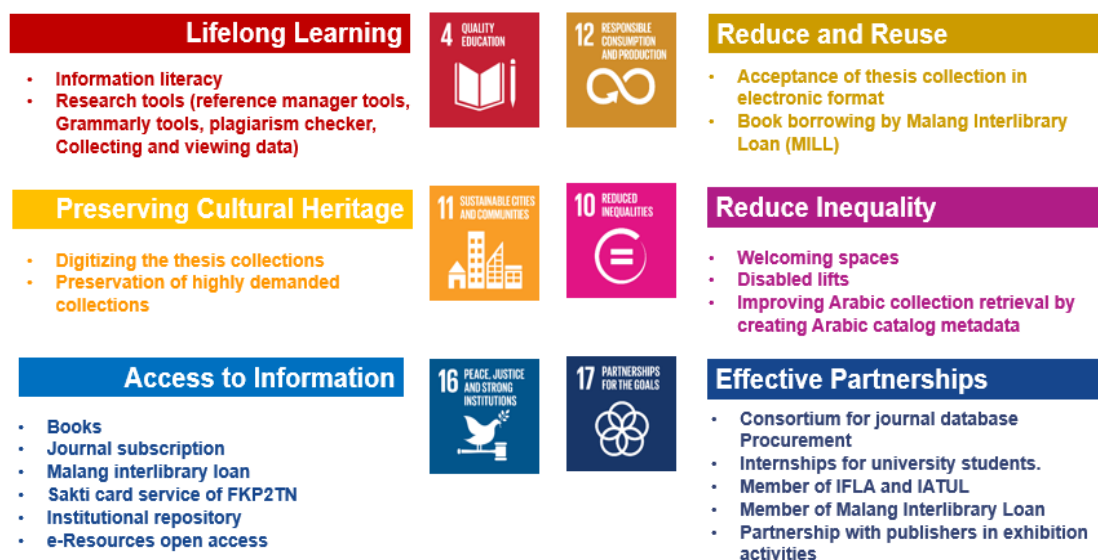 Lifelong Learning
• Information literacy
• Research tools (reference manager tools,
Grammarly tools, plagiarism checker,
Collecting and viewing data)
4 QUALITY
EDUCATION
12 RESPONSIBLE
CONSUMPTION
AND PRODUCTION
Reduce and Reuse
• Acceptance of thesis collection in
electronic format
• Book borrowing by Malang Interlibrary
Loan (MILL)
Preserving Cultural Heritage
• Digitizing the thesis collections
• Preservation of highly demanded
collections
11 SUSTAINABLE CITIES
AND COMMUNITIES
10 REDUCED
INEQUALITIES
Reduce Inequality
• Welcoming spaces
• Disabled lifts
• Improving Arabic collection retrieval by
creating Arabic catalog metadata
Access to Information
• Books
• Journal subscription
• Malang interlibrary loan
• Sakti card service of FKP2TN
• Institutional repository
• e-Resources open access
16 PEACE, JUSTICE
AND STRONG
INSTITUTIONS
17 PARTNERSHIPS
FOR THE GOALS
Effective Partnerships
• Consortium for journal database
Procurement
• Internships for university students.
• Member of IFLA and IATUL
• Member of Malang Interlibrary Loan
• Partnership with publishers in exhibition
activities